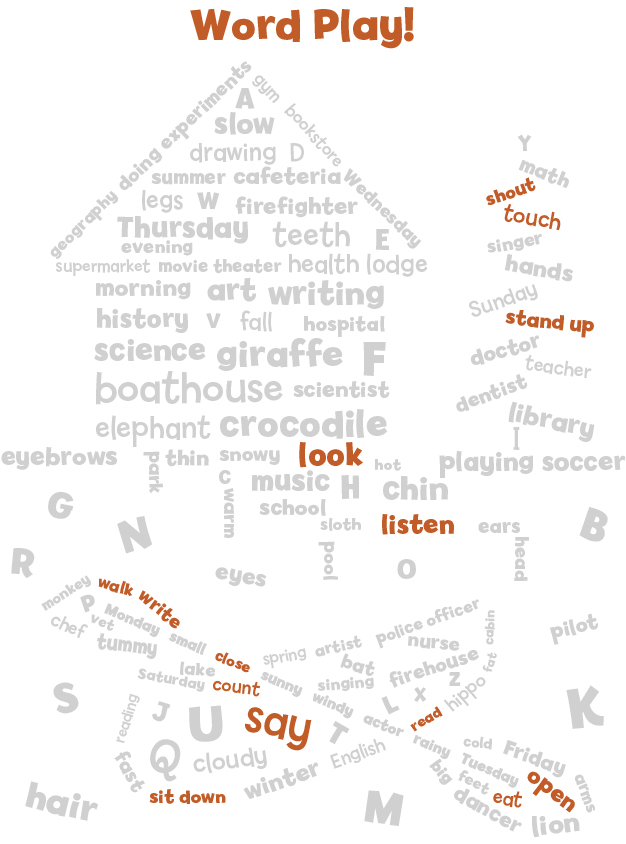 Word Play!
geography doing experiments
gym
A
bookstore
slow
drawing D
summer cafeteria
Wednesday
legs W firefighter
Thursday teeth E
evening
supermarket movie theater health lodge
morning art writing
history V fall hospital
science giraffe F
boathouse scientist
elephant crocodile
Y
math
shout
touch
singer
hands
Sunday
stand up
doctor
teacher
dentist
library
I
eyebrows park thin snowy look hot playing soccer
C warm music H chin
school
G
N
sloth listen ears
B
R
pool
head
eyes
O
monkey walk write
P Monday
chef vet
tummy small
close
spring artist police officer
cabin
pilot
nurse
bat
firehouse
fat
lake
Saturday count sunny
singing
windy
L X Z
hippo
read
S
reading
J U say T actor
K
Q cloudy English
rainy
cold Friday
fast
big Tuesday
feet
open arms
hair
sit down winter
M
dancer eat
lion